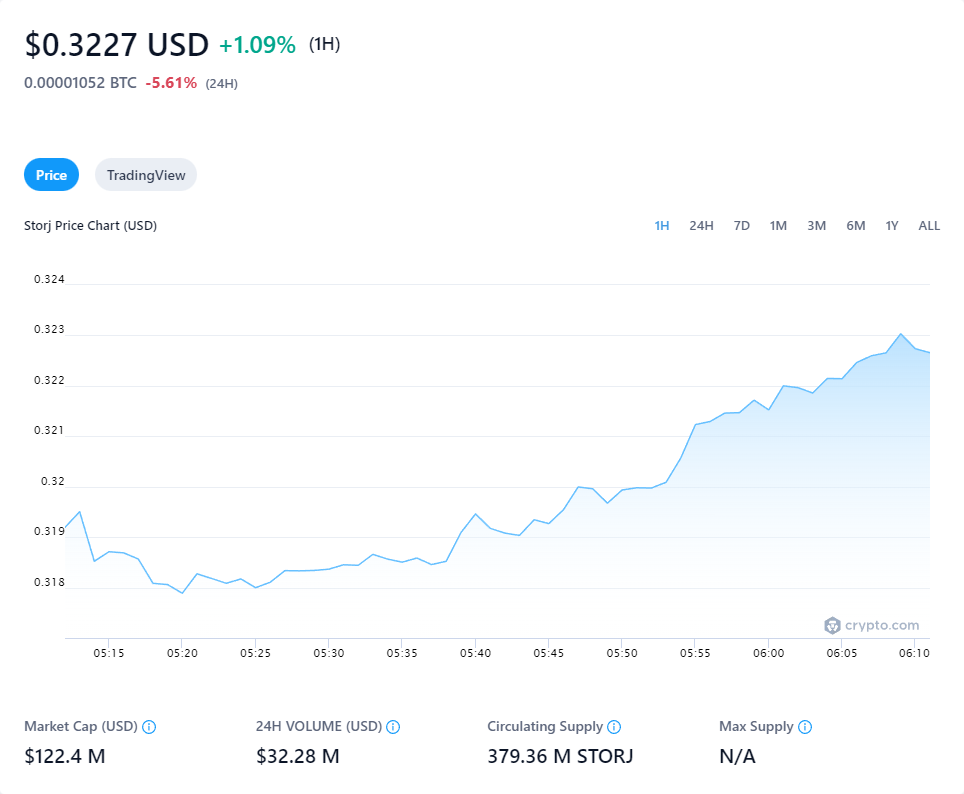 $0.3227 USD +1.09% (1H)
0.00001052 BTC -5.61% (24H)
Price TradingView
Storj Price Chart (USD) 1H 24H 7D 1M 3M 6M 1Y ALL
0.324
0.323
0.322
0.321
0.32
0.319
0.318
crypto.com
05:15 05:20 05:25 05:30 05:35 05:40 05:45 05:50 05:55 06:00 06:05 06:10
Market Cap (USD) 24H VOLUME (USD) Circulating Supply Max Supply
$122.4 M $32.28 M 379.36 M STORJ N/A